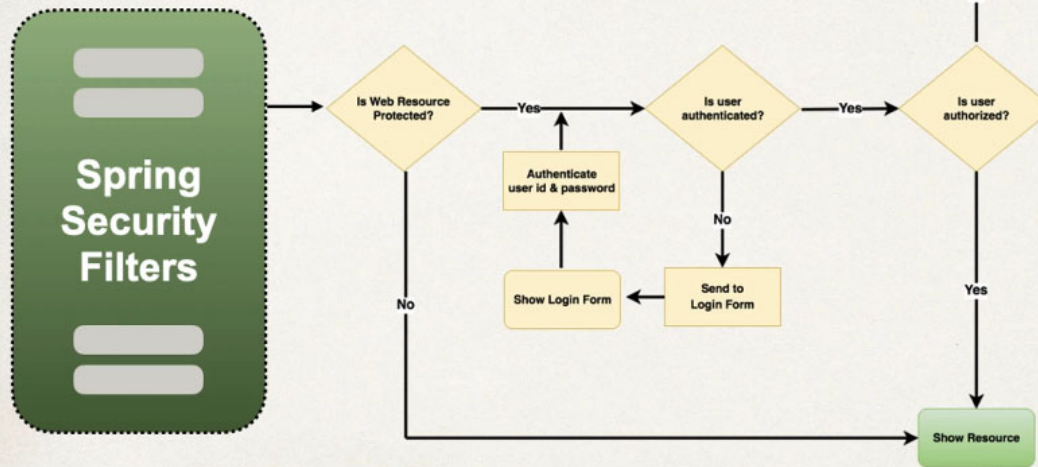 Spring
Security
Filters
Is Web Resource
Protected?
Yes
Is user
authenticated?
Yes
Is user
authorized?
Authenticate
user id & password
No
Show Login Form
Send to
Login Form
No
Yes
Show Resource